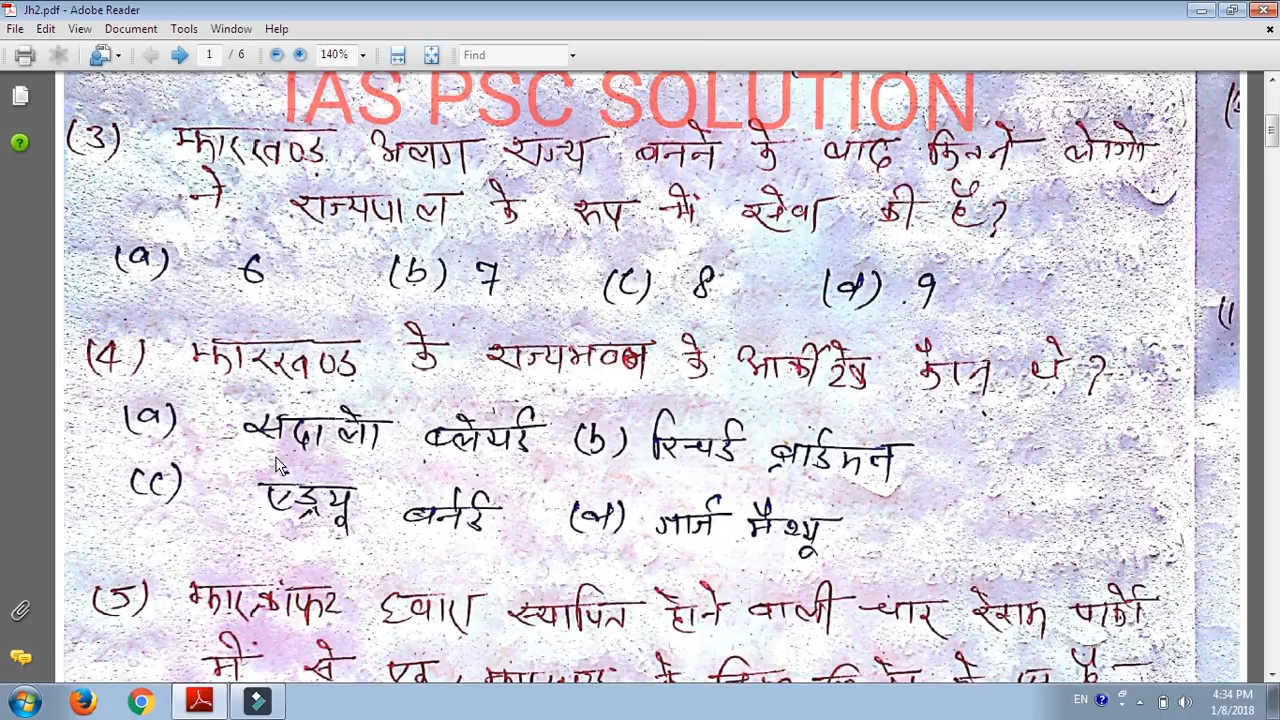 Jh2.pdf - Adobe Reader
File Edit View Document Tools Window Help
1 / 6 140% Find
IAS PSC SOLUTION
(3) झारखण्ड अलग राज्य बनने के बाद कितने लोगो
ने राज्यपाल के रुप में सेवा की है?
(a) 6 (b) 7 (c) 8 (d) 9
(4) झारखण्ड के राज्यभवन के आर्कीटेक्ट कौन थे ?
(a) सदालो ब्लेयर्ड (b) रिचर्ड ब्रार्डमन
(c) एड्रयू बर्नर्ड (d) जार्ज मैथ्यू
(5) झारक्राफ्ट द्वारा स्थापित होने वाली चार रेशम पार्को
में से एक
EN 4:34 PM
1/8/2018